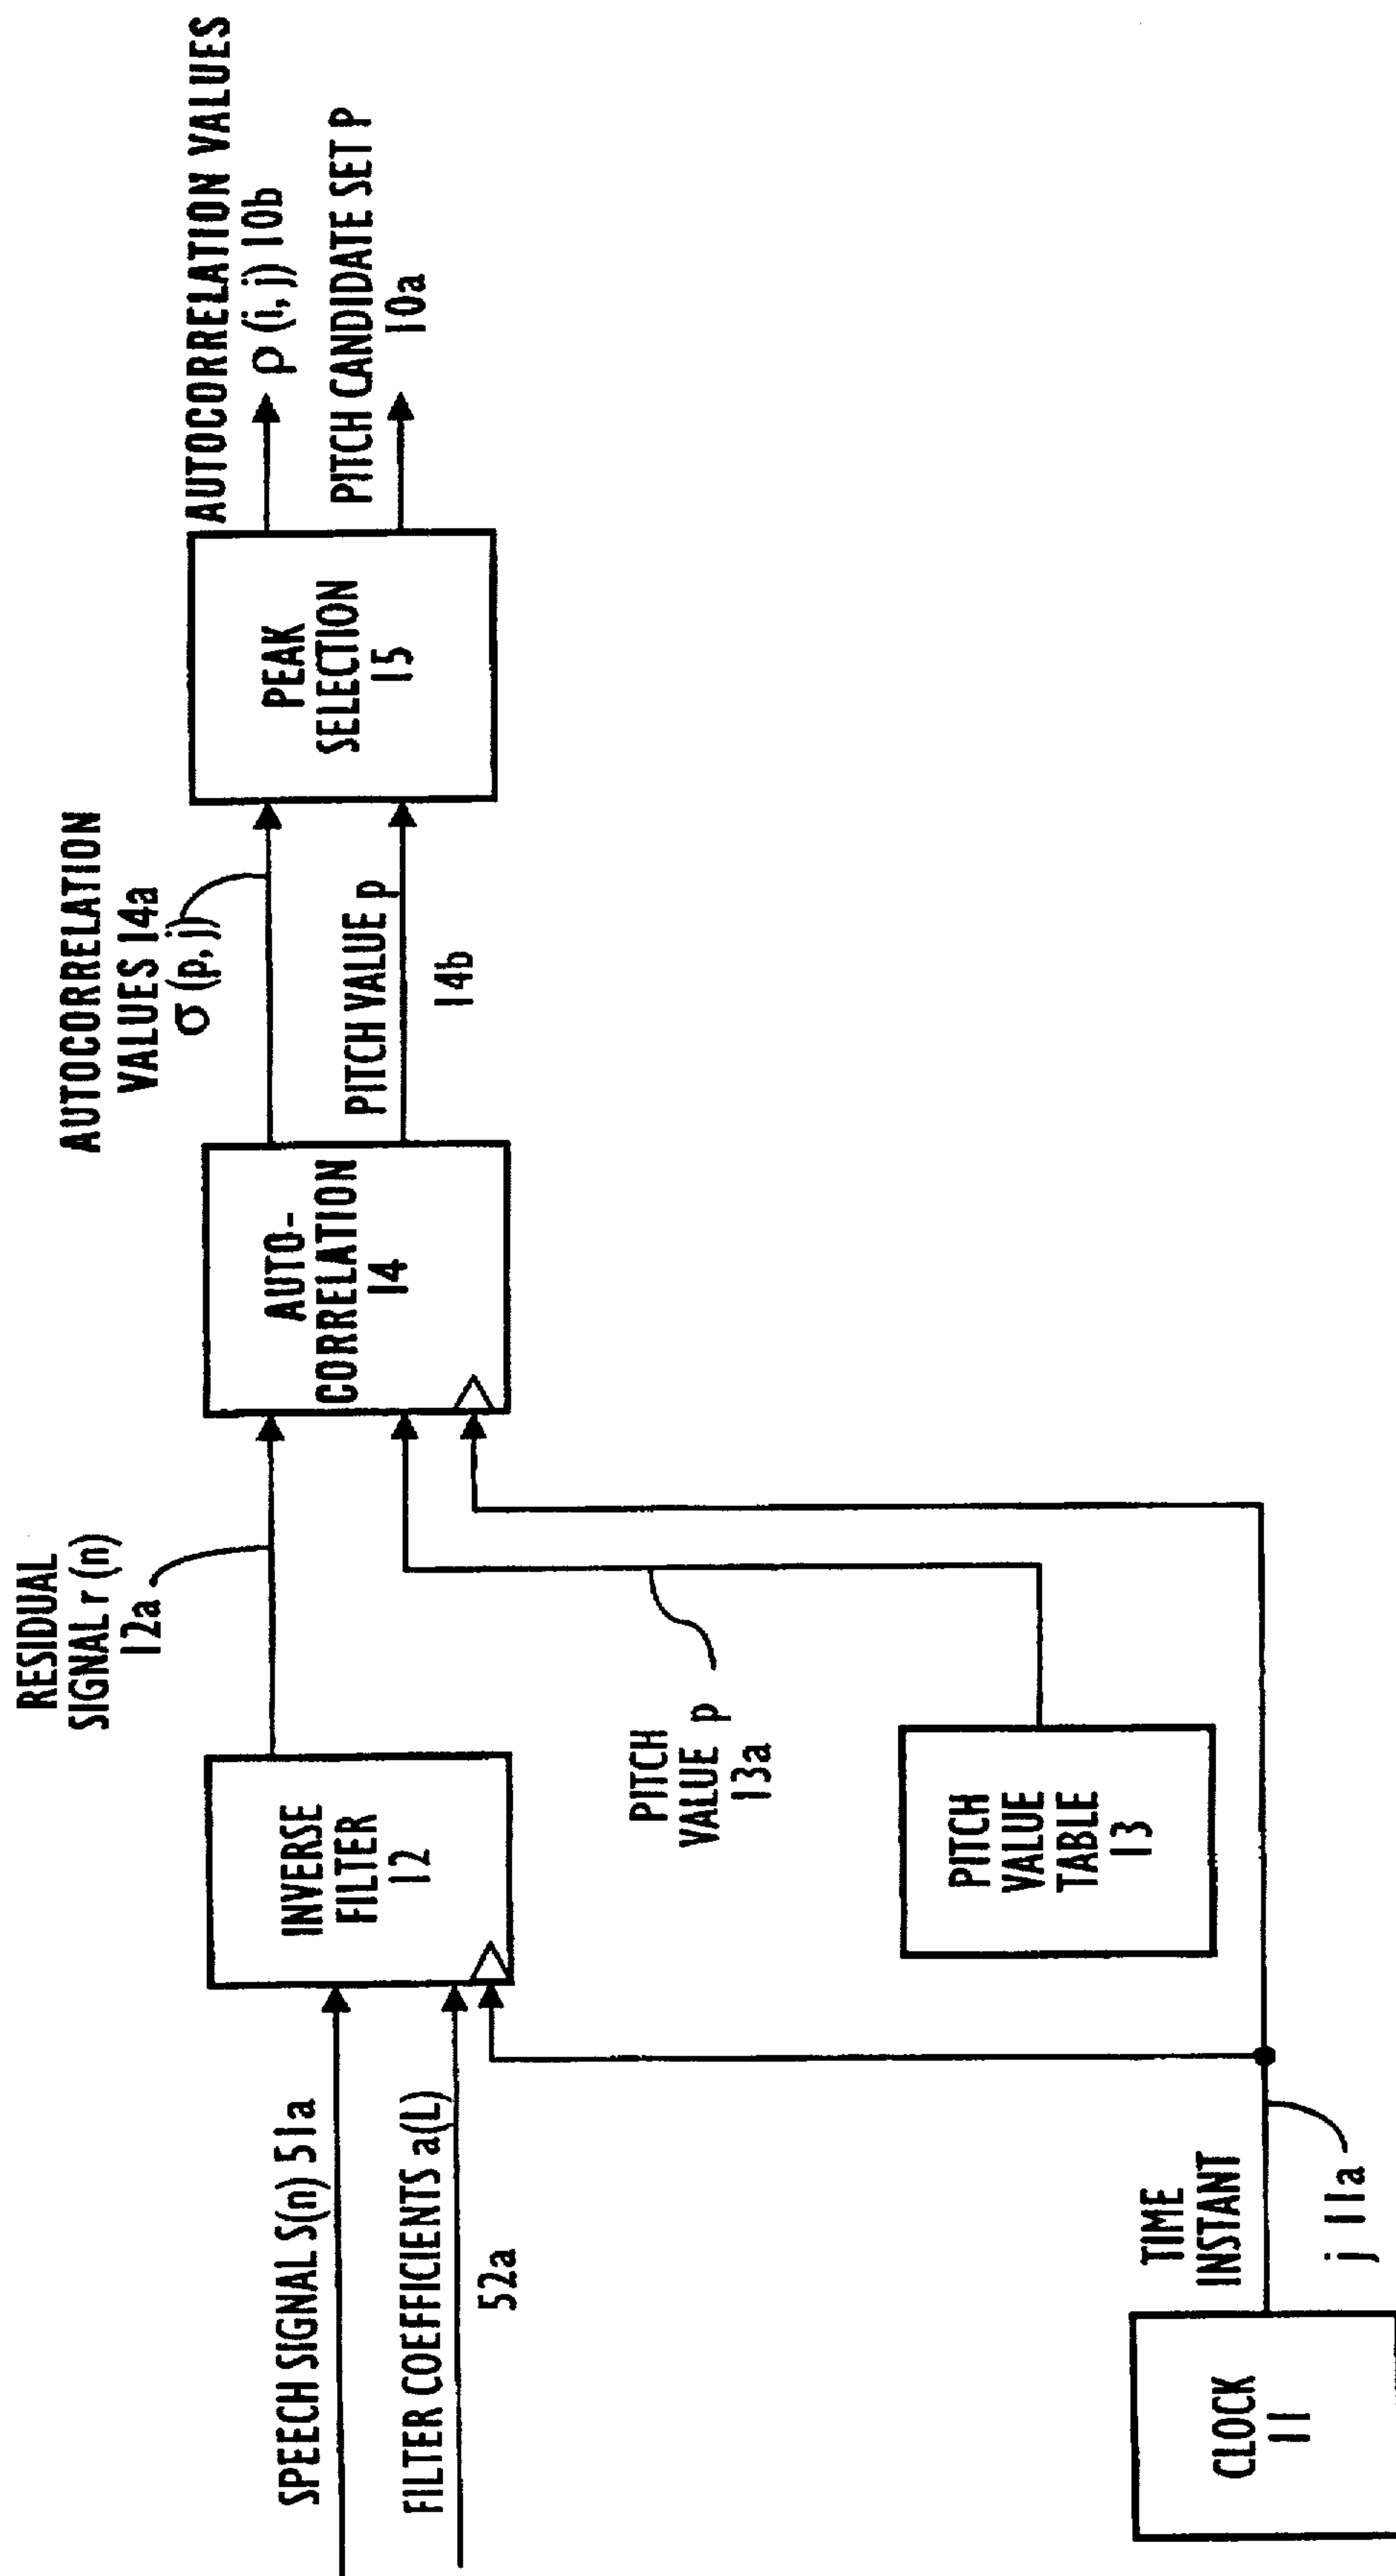 SPEECH SIGNAL S(n) 51a
FILTER COEFFICIENTS a(L)
52a
INVERSE
FILTER
12
RESIDUAL
SIGNAL r (n)
12a
AUTO-
CORRELATION
14
AUTOCORRELATION
VALUES 14a
σ (p, j)
PITCH VALUE p
14b
PEAK
SELECTION
15
AUTOCORRELATION VALUES
ρ (i, j) 10b
PITCH CANDIDATE SET P
10a
PITCH
VALUE p
13a
PITCH
VALUE
TABLE
13
TIME
INSTANT
j 11a
CLOCK
11